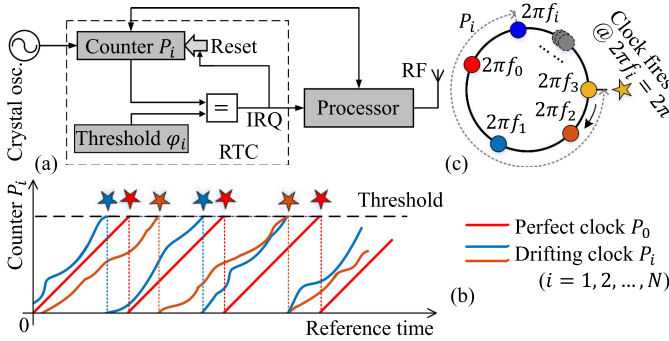 Crystal osc.
Counter P_i
Reset
=
IRQ
Threshold φ_i
RTC
Processor
RF
(a)
P_i
2πf_i
......
2πf_0
2πf_3
2πf_2
2πf_1
Clock fires
@ 2πf_i = 2π
(c)
Counter P_i
Threshold
0
Reference time
Perfect clock P_0
Drifting clock P_i
(i = 1, 2, ..., N)
(b)